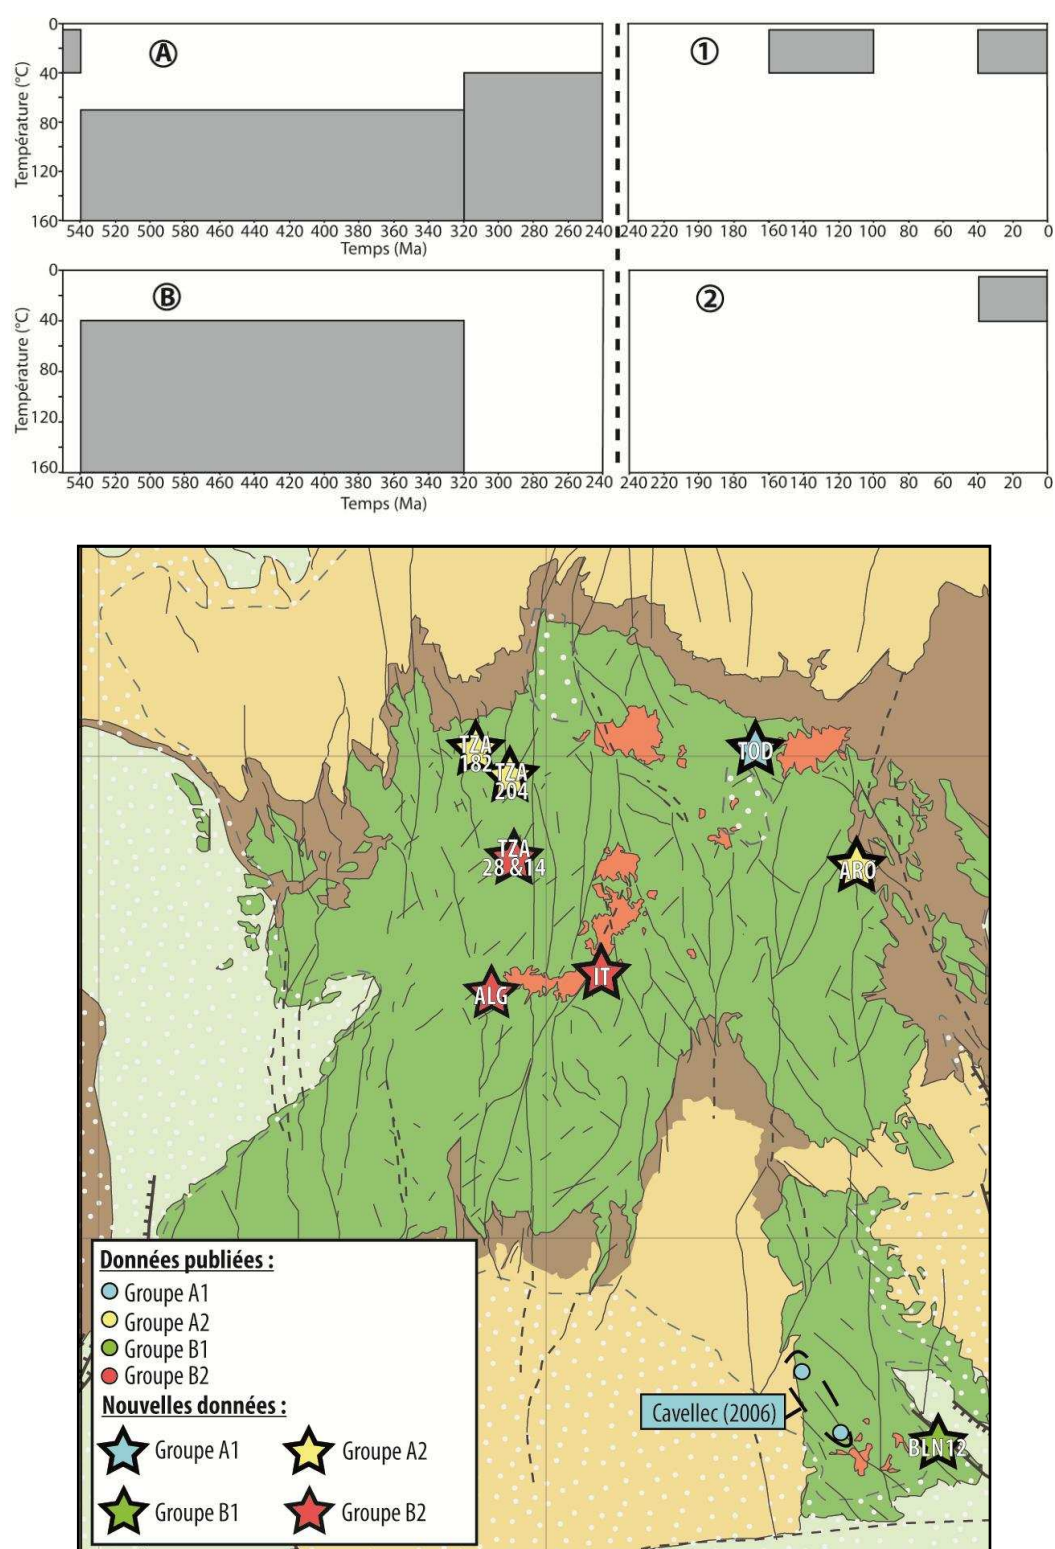 Température (°C)
0
40
80
120
160
Ⓐ
540 520 500 580 560 440 420 400 380 360 340 320 300 280 260 240
Temps (Ma)
①
240 220 190 180 160 140 120 100 80 60 40 20 0
Température (°C)
0
40
80
120
160
Ⓑ
540 520 500 580 560 440 420 400 380 360 340 320 300 280 260 240
Temps (Ma)
②
240 220 190 180 160 140 120 100 80 60 40 20 0
TZA
182
TZA
204
TOD
TZA
28 &14
ARO
IT
ALG
Données publiées :
Groupe A1
Groupe A2
Groupe B1
Groupe B2
Nouvelles données :
Groupe A1
Groupe A2
Groupe B1
Groupe B2
Cavellec (2006)
BLN12